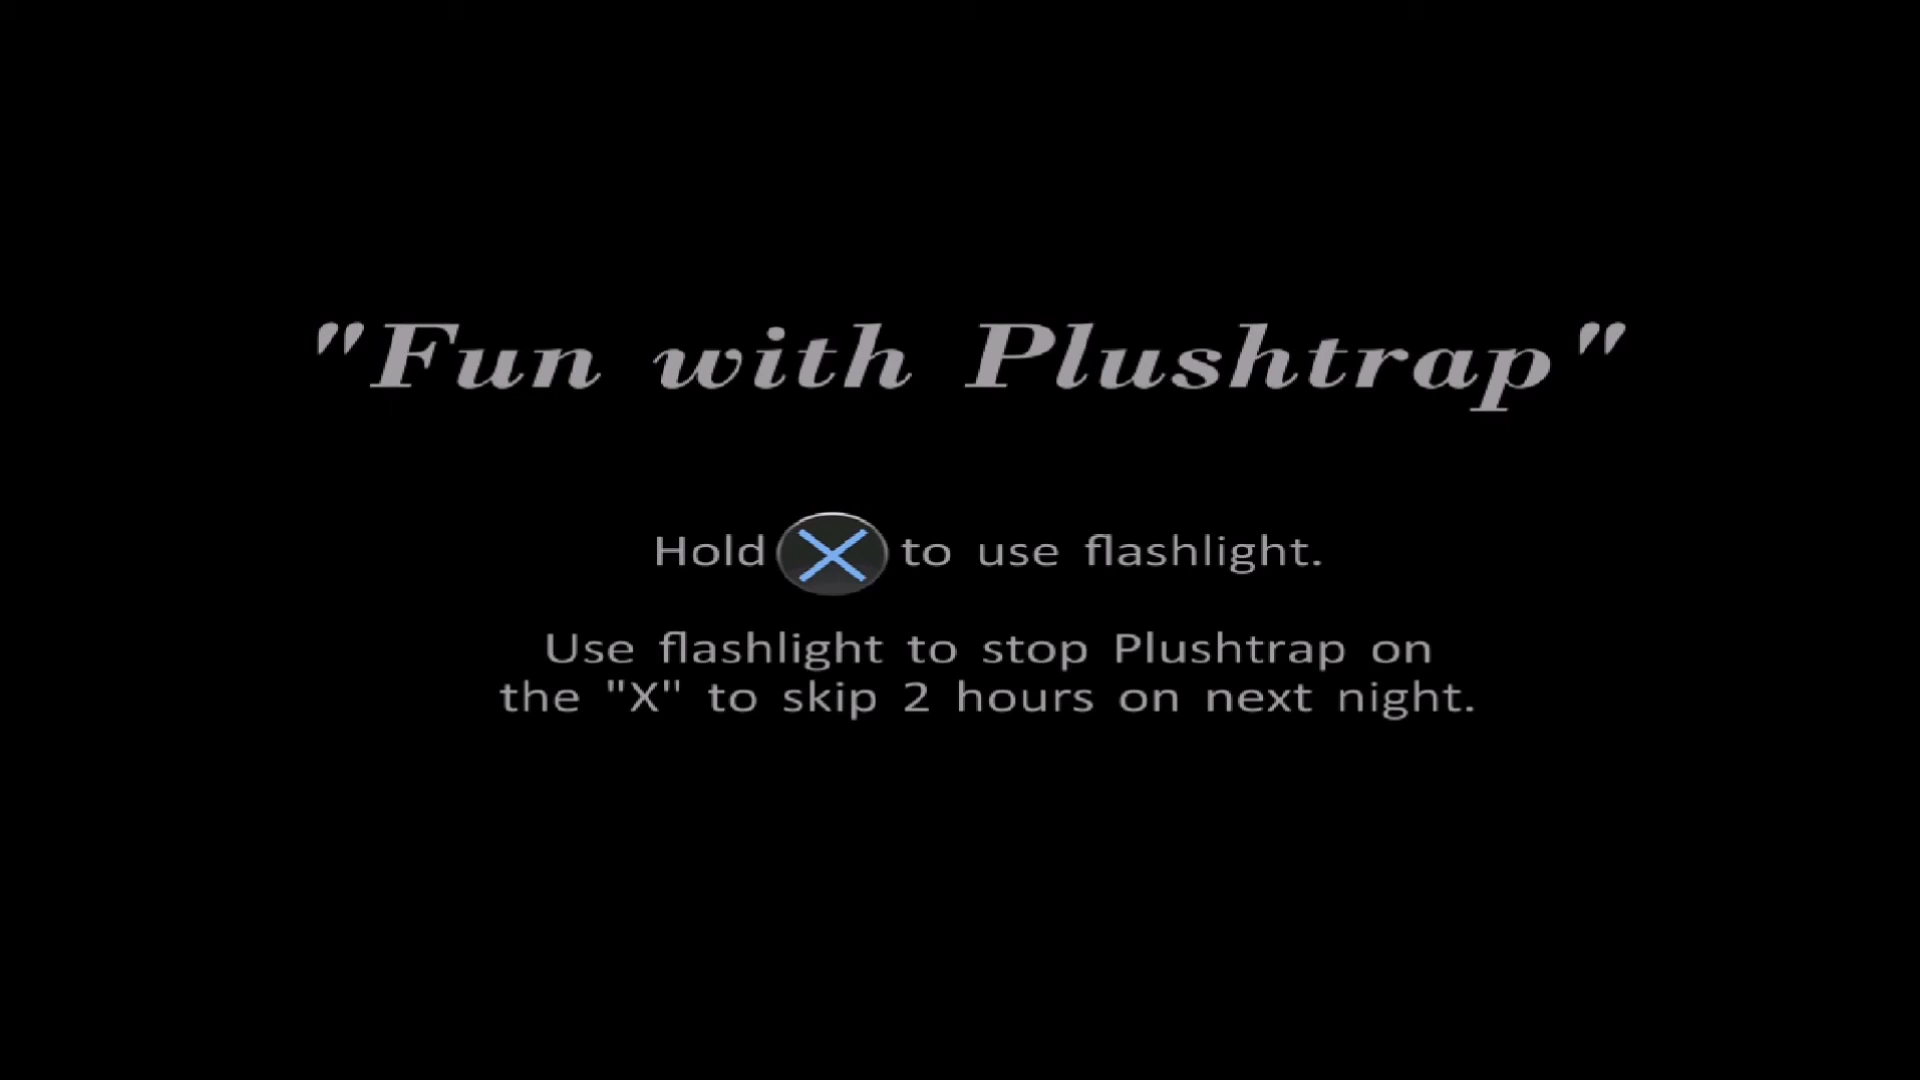 "Fun with Plushtrap"
Hold X to use flashlight.
Use flashlight to stop Plushtrap on
the "X" to skip 2 hours on next night.